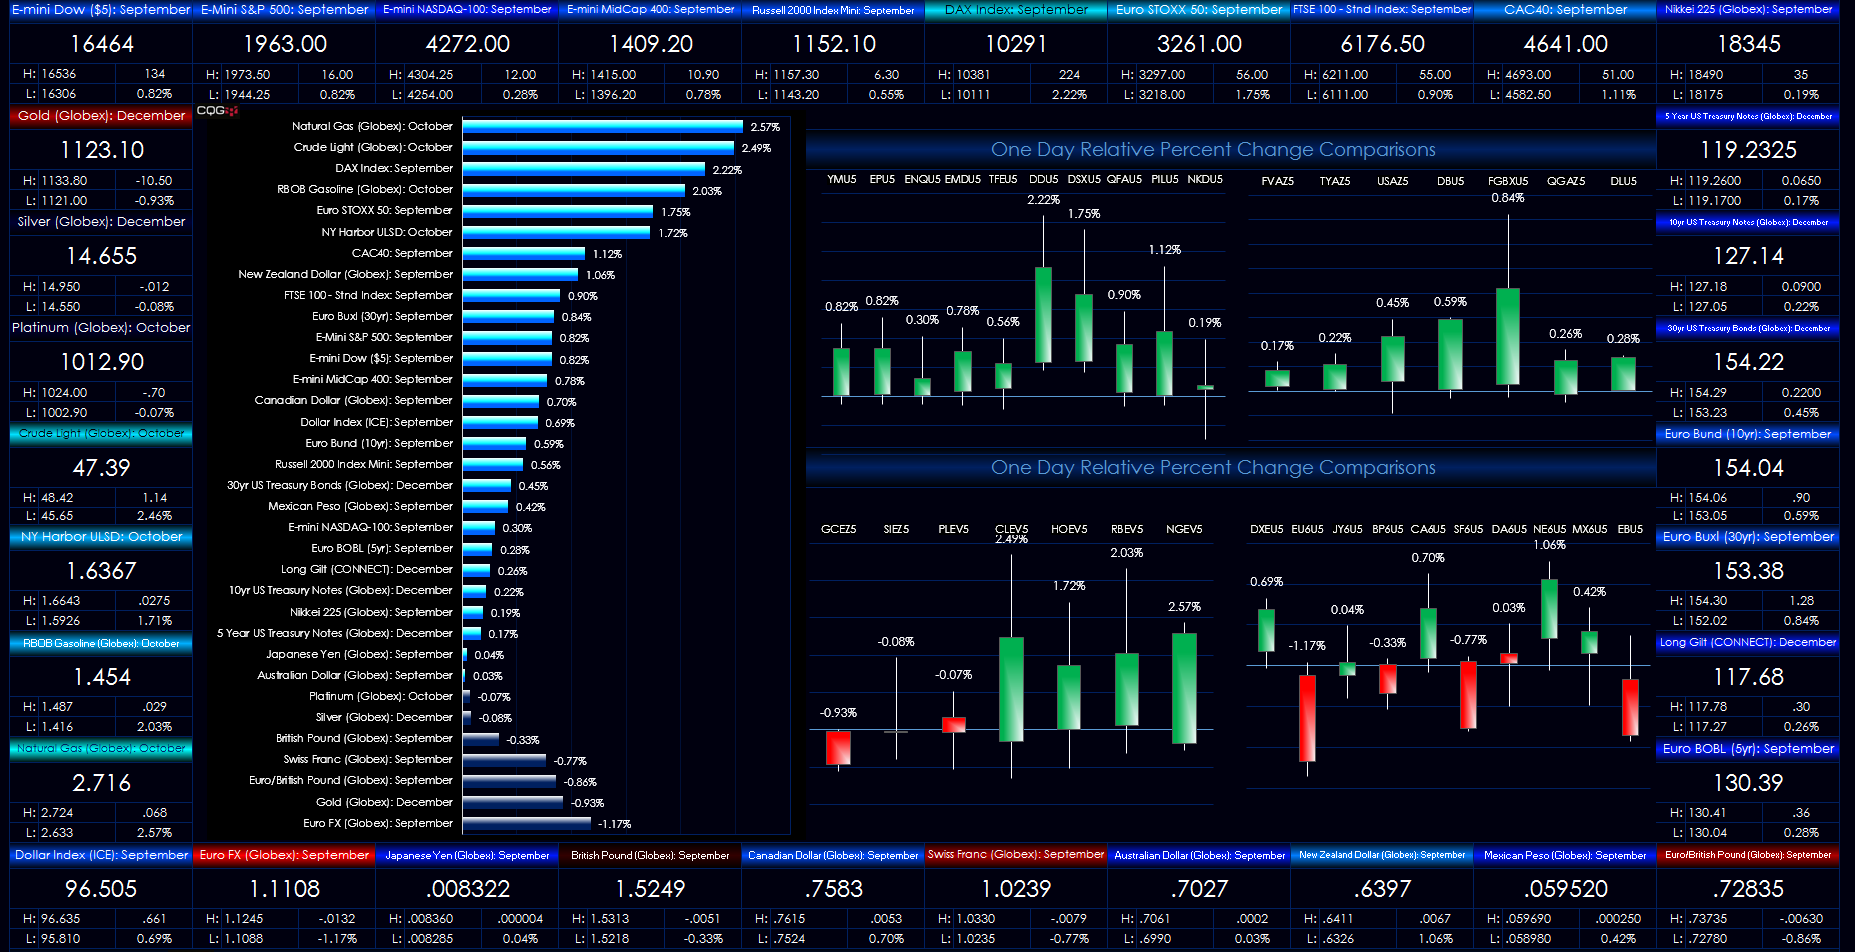 E-mini Dow ($5): September
16464
H: 16536 134
L: 16306 0.82%
E-Mini S&P 500: September
1963.00
H: 1973.50 16.00
L: 1944.25 0.82%
E-mini NASDAQ-100: September
4272.00
H: 4304.25 12.00
L: 4254.00 0.28%
E-mini MidCap 400: September
1409.20
H: 1415.00 10.90
L: 1396.20 0.78%
Russell 2000 Index Mini: September
1152.10
H: 1157.30 6.30
L: 1143.20 0.55%
DAX Index: September
10291
H: 10381 224
L: 10111 2.22%
Euro STOXX 50: September
3261.00
H: 3297.00 56.00
L: 3218.00 1.75%
FTSE 100 - Stnd Index: September
6176.50
H: 6211.00 55.00
L: 6111.00 0.90%
CAC40: September
4641.00
H: 4693.00 51.00
L: 4582.50 1.11%
Nikkei 225 (Globex): September
18345
H: 18490 35
L: 18175 0.19%
Gold (Globex): December
1123.10
H: 1133.80 -10.50
L: 1121.00 -0.93%
Silver (Globex): December
14.655
H: 14.950 -.012
L: 14.550 -0.08%
Platinum (Globex): October
1012.90
H: 1024.00 -.70
L: 1002.90 -0.07%
Crude Light (Globex): October
47.39
H: 48.42 1.14
L: 45.65 2.46%
NY Harbor ULSD: October
1.6367
H: 1.6643 .0275
L: 1.5926 1.71%
RBOB Gasoline (Globex): October
1.454
H: 1.487 .029
L: 1.416 2.03%
Natural Gas (Globex): October
2.716
H: 2.724 .068
L: 2.633 2.57%
CQG
Natural Gas (Globex): October 2.57%
Crude Light (Globex): October 2.49%
DAX Index: September 2.22%
RBOB Gasoline (Globex): October 2.03%
Euro STOXX 50: September 1.75%
NY Harbor ULSD: October 1.72%
CAC40: September 1.12%
New Zealand Dollar (Globex): September 1.06%
FTSE 100 - Stnd Index: September 0.90%
Euro Buxl (30yr): September 0.84%
E-Mini S&P 500: September 0.82%
E-mini Dow ($5): September 0.82%
E-mini MidCap 400: September 0.78%
Canadian Dollar (Globex): September 0.70%
Dollar Index (ICE): September 0.69%
Euro Bund (10yr): September 0.59%
Russell 2000 Index Mini: September 0.56%
30yr US Treasury Bonds (Globex): December 0.45%
Mexican Peso (Globex): September 0.42%
E-mini NASDAQ-100: September 0.30%
Euro BOBL (5yr): September 0.28%
Long Gilt (CONNECT): December 0.26%
10yr US Treasury Notes (Globex): December 0.22%
Nikkei 225 (Globex): September 0.19%
5 Year US Treasury Notes (Globex): December 0.17%
Japanese Yen (Globex): September 0.04%
Australian Dollar (Globex): September 0.03%
Platinum (Globex): October -0.07%
Silver (Globex): December -0.08%
British Pound (Globex): September -0.33%
Swiss Franc (Globex): September -0.77%
Euro/British Pound (Globex): September -0.86%
Gold (Globex): December -0.93%
Euro FX (Globex): September -1.17%
One Day Relative Percent Change Comparisons
YMU5 EPU5 ENQU5 EMDU5 TFEU5 DDU5 DSXU5 QFAU5 PILU5 NKDU5
0.82% 0.82% 0.30% 0.78% 0.56% 2.22% 1.75% 0.90% 1.12% 0.19%
FVAZ5 TYAZ5 USAZ5 DBU5 FGBXU5 QGAZ5 DLU5
0.17% 0.22% 0.45% 0.59% 0.84% 0.26% 0.28%
One Day Relative Percent Change Comparisons
GCEZ5 SIEZ5 PLEV5 CLEV5 HOEV5 RBEV5 NGEV5
-0.93% -0.08% -0.07% 2.49% 1.72% 2.03% 2.57%
DXEU5 EU6U5 JY6U5 BP6U5 CA6U5 SF6U5 DA6U5 NE6U5 MX6U5 EBU5
0.69% -1.17% 0.04% -0.33% 0.70% -0.77% 0.03% 1.06% 0.42%
5 Year US Treasury Notes (Globex): December
119.2325
H: 119.2600 0.0650
L: 119.1700 0.17%
10yr US Treasury Notes (Globex): December
127.14
H: 127.18 0.0900
L: 127.05 0.22%
30yr US Treasury Bonds (Globex): December
154.22
H: 154.29 0.2200
L: 153.23 0.45%
Euro Bund (10yr): September
154.04
H: 154.06 .90
L: 153.05 0.59%
Euro Buxl (30yr): September
153.38
H: 154.30 1.28
L: 152.02 0.84%
Long Gilt (CONNECT): December
117.68
H: 117.78 .30
L: 117.27 0.26%
Euro BOBL (5yr): September
130.39
H: 130.41 .36
L: 130.04 0.28%
Dollar Index (ICE): September
96.505
H: 96.635 .661
L: 95.810 0.69%
Euro FX (Globex): September
1.1108
H: 1.1245 -.0132
L: 1.1088 -1.17%
Japanese Yen (Globex): September
.008322
H: .008360 .000004
L: .008285 0.04%
British Pound (Globex): September
1.5249
H: 1.5313 -.0051
L: 1.5218 -0.33%
Canadian Dollar (Globex): September
.7583
H: .7615 .0053
L: .7524 0.70%
Swiss Franc (Globex): September
1.0239
H: 1.0330 -.0079
L: 1.0235 -0.77%
Australian Dollar (Globex): September
.7027
H: .7061 .0002
L: .6990 0.03%
New Zealand Dollar (Globex): September
.6397
H: .6411 .0067
L: .6326 1.06%
Mexican Peso (Globex): September
.059520
H: .059690 .000250
L: .058980 0.42%
Euro/British Pound (Globex): September
.72835
H: .73735 -.00630
L: .72780 -0.86%